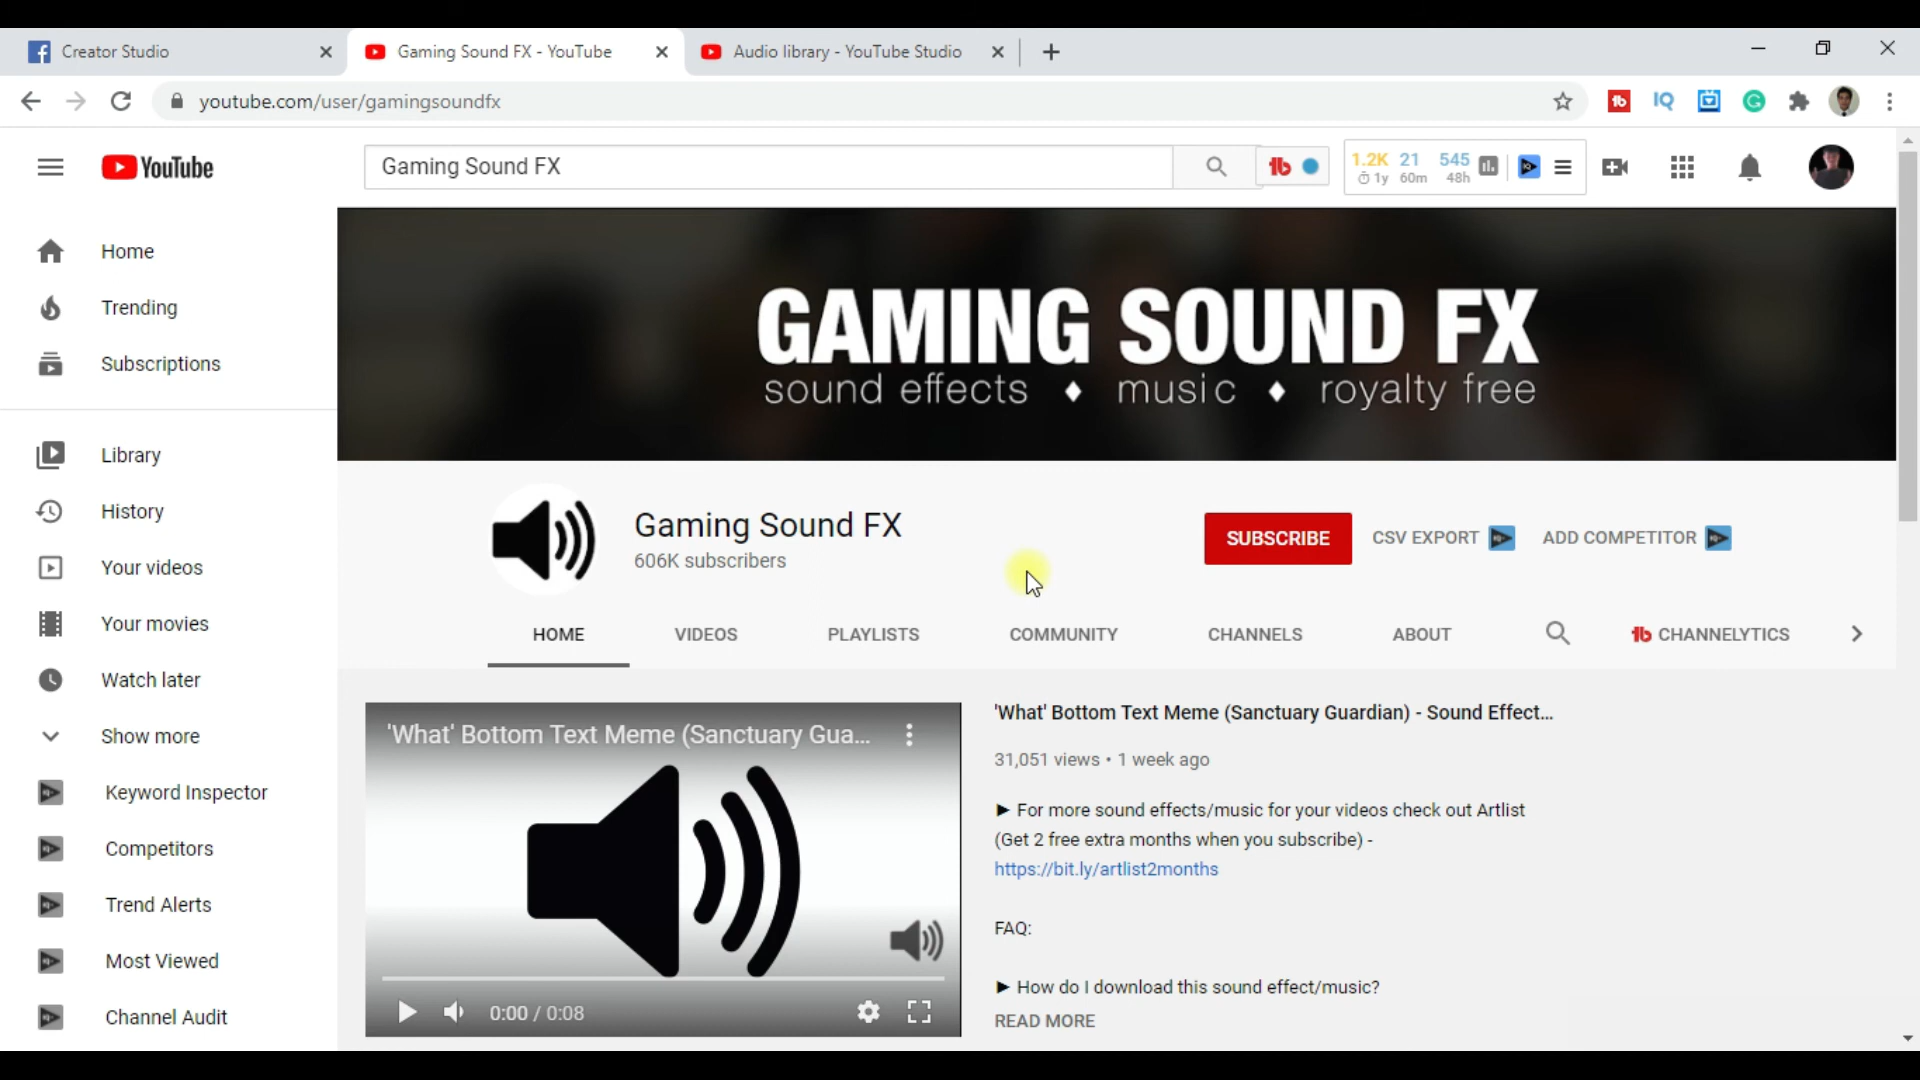 Creator Studio
Gaming Sound FX - YouTube
Audio library - YouTube Studio
youtube.com/user/gamingsoundfx
YouTube
Gaming Sound FX
1.2K 21 545
1y 60m 48h
Home
Trending
Subscriptions
Library
History
Your videos
Your movies
Watch later
Show more
Keyword Inspector
Competitors
Trend Alerts
Most Viewed
Channel Audit
GAMING SOUND FX
sound effects ♦ music ♦ royalty free
Gaming Sound FX
606K subscribers
SUBSCRIBE
CSV EXPORT
ADD COMPETITOR
HOME
VIDEOS
PLAYLISTS
COMMUNITY
CHANNELS
ABOUT
CHANNELYTICS
'What' Bottom Text Meme (Sanctuary Gua...
0:00 / 0:08
'What' Bottom Text Meme (Sanctuary Guardian) - Sound Effect...
31,051 views • 1 week ago
► For more sound effects/music for your videos check out Artlist
(Get 2 free extra months when you subscribe) -
https://bit.ly/artlist2months
FAQ:
► How do I download this sound effect/music?
READ MORE